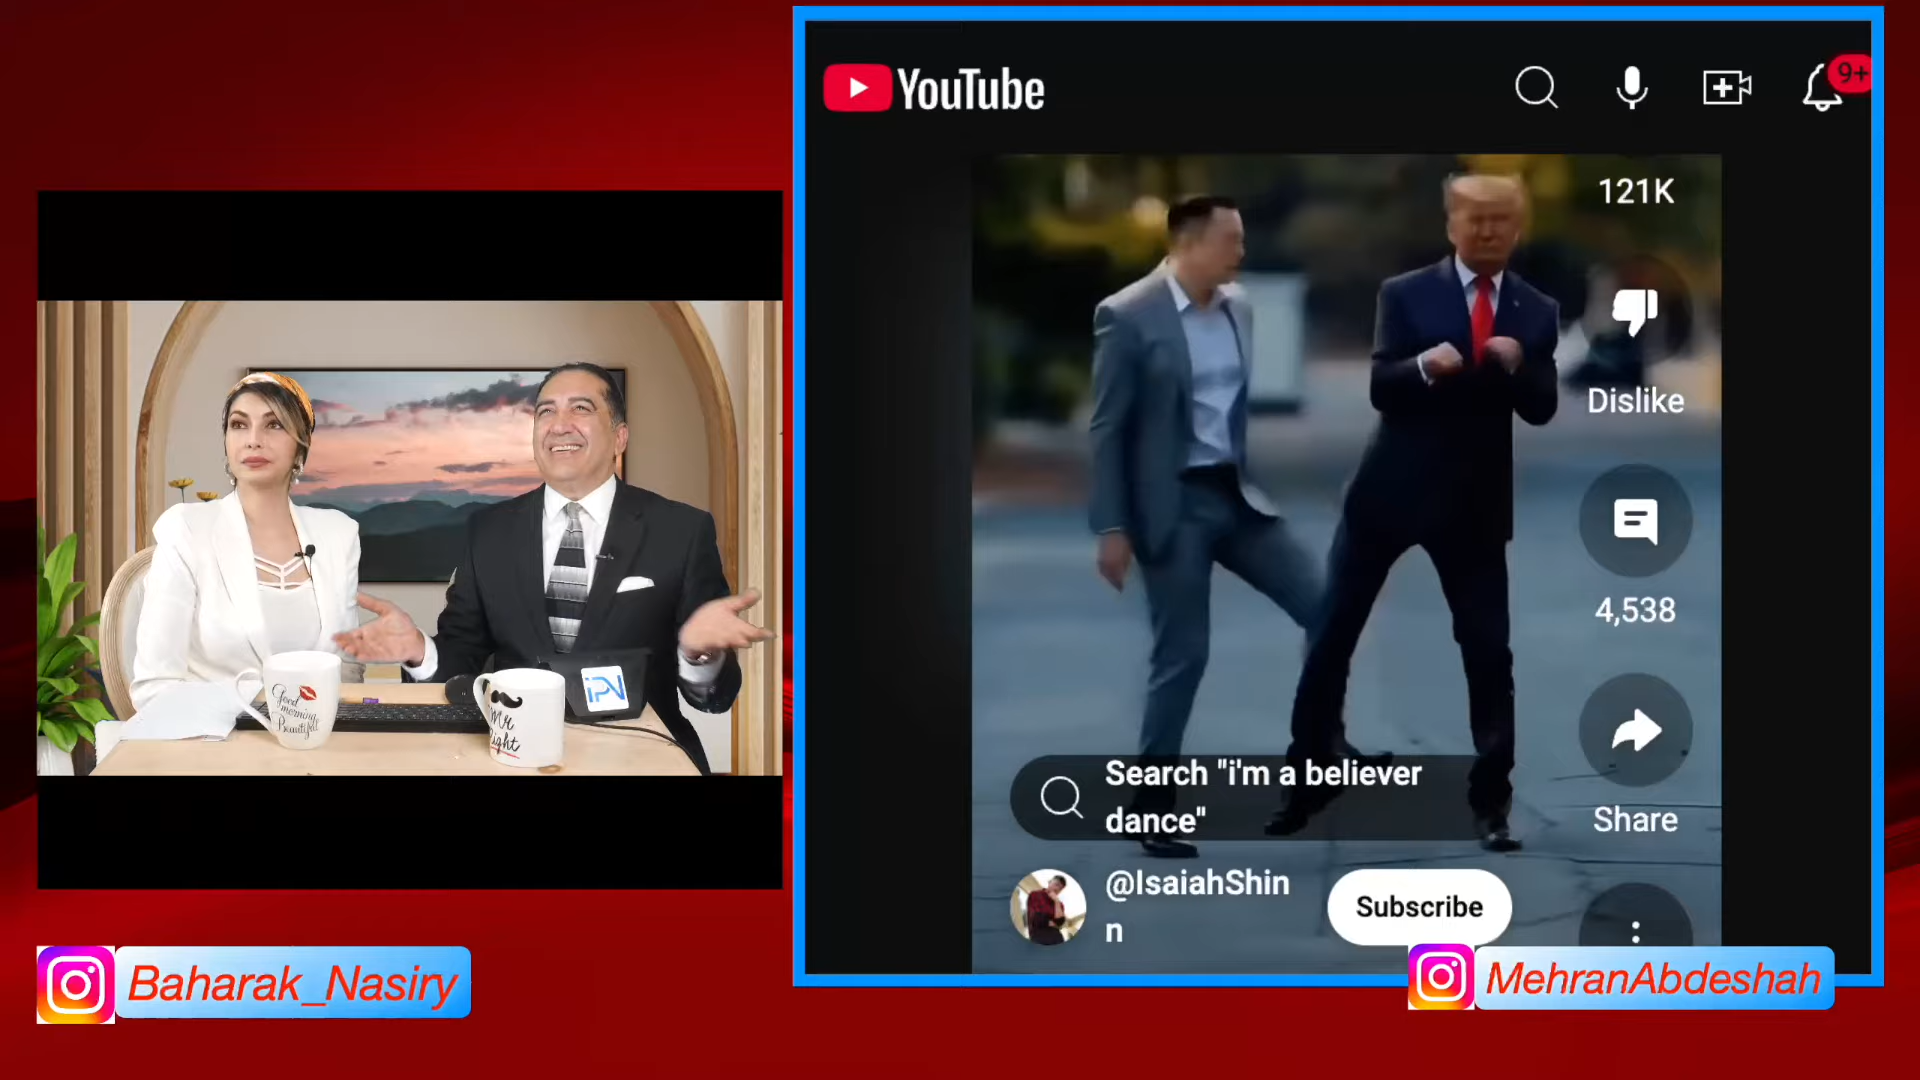 YouTube
9+
121K
Dislike
4,538
Share
Search "i'm a believer
dance"
@IsaiahShin
n
Subscribe
Good
morning
Beautiful
Mr
Right
iPN
Baharak_Nasiry
MehranAbdeshah